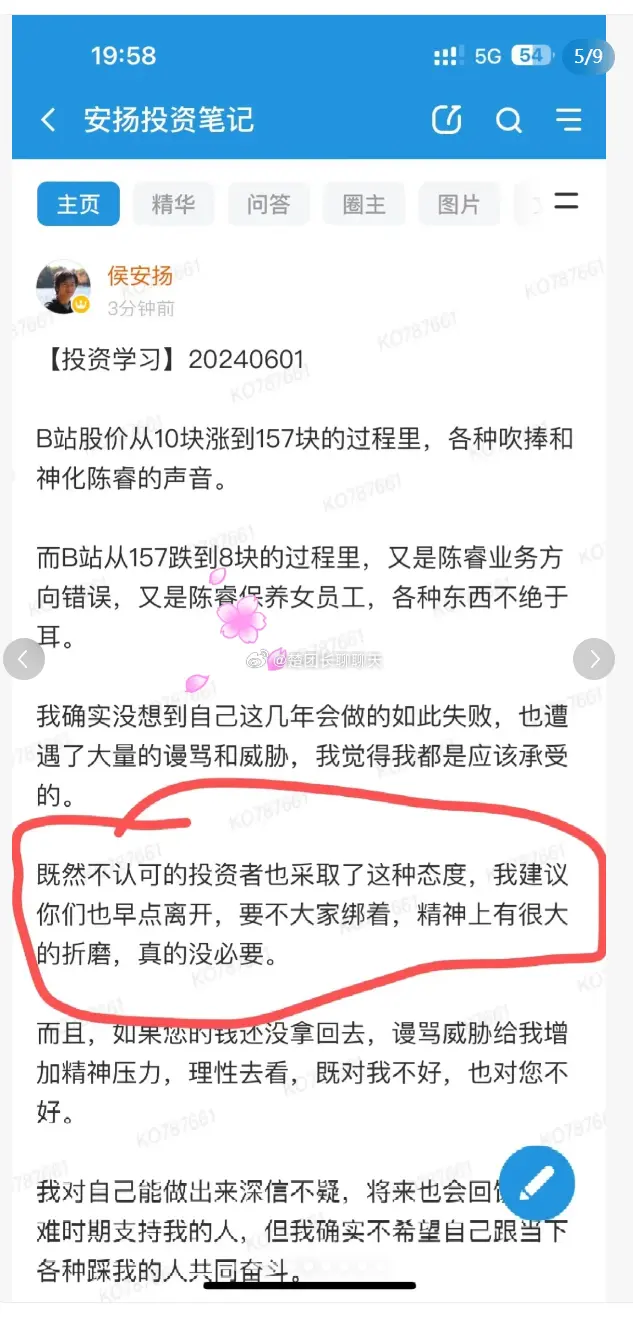 19:58
5G
54
5/9
安扬投资笔记
主页
精华
问答
圈主
图片
侯安扬
3分钟前
【投资学习】20240601
B站股价从10块涨到157块的过程里，各种吹捧和
神化陈睿的声音。
而B站从157跌到8块的过程里，又是陈睿业务方
向错误，又是陈睿保养女员工，各种东西不绝于
耳。
@楚团长聊聊天
我确实没想到自己这几年会做的如此失败，也遭
遇了大量的谩骂和威胁，我觉得我都是应该承受
的。
既然不认可的投资者也采取了这种态度，我建议
你们也早点离开，要不大家绑着，精神上有很大
的折磨，真的没必要。
而且，如果您的钱还没拿回去，谩骂威胁给我增
加精神压力，理性去看，既对我不好，也对您不
好。
我对自己能做出来深信不疑，将来也会回
难时期支持我的人，但我确实不希望自己跟当下
各种踩我的人共同奋斗。
KO787661